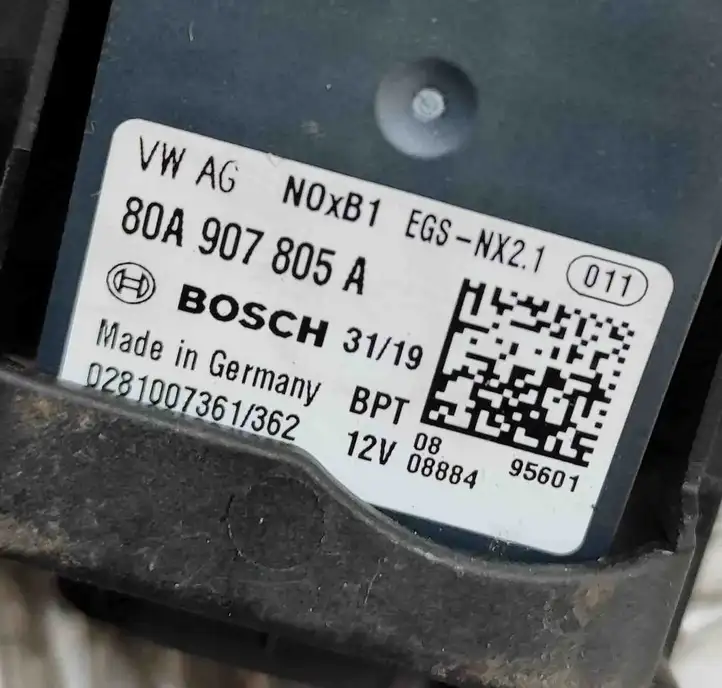 VW AG NOxB1 EGS-NX2.1 011
80A 907 805 A
BOSCH 31/19
Made in Germany BPT 08
0281007361/362 12V 08884 95601